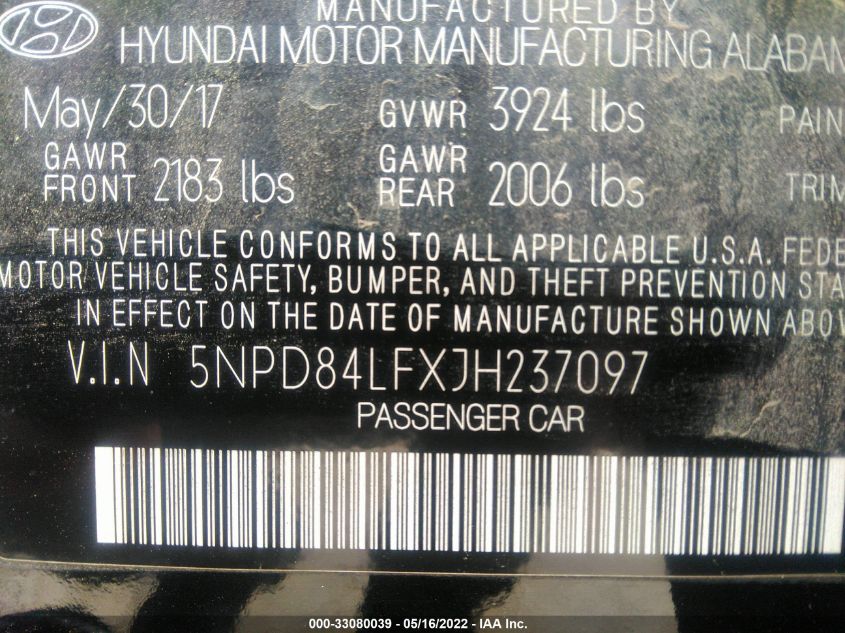 MANUFACTURED BY
HYUNDAI MOTOR MANUFACTURING ALABAM
May/30/17 GVWR 3924 lbs PAIN
GAWR FRONT 2183 lbs GAWR REAR 2006 lbs TRIM
THIS VEHICLE CONFORMS TO ALL APPLICABLE U.S.A. FEDE
MOTOR VEHICLE SAFETY, BUMPER, AND THEFT PREVENTION STA
IN EFFECT ON THE DATE OF MANUFACTURE SHOWN ABOV
V.I.N 5NPD84LFXJH237097
PASSENGER CAR
000-33080039 - 05/16/2022 - IAA Inc.